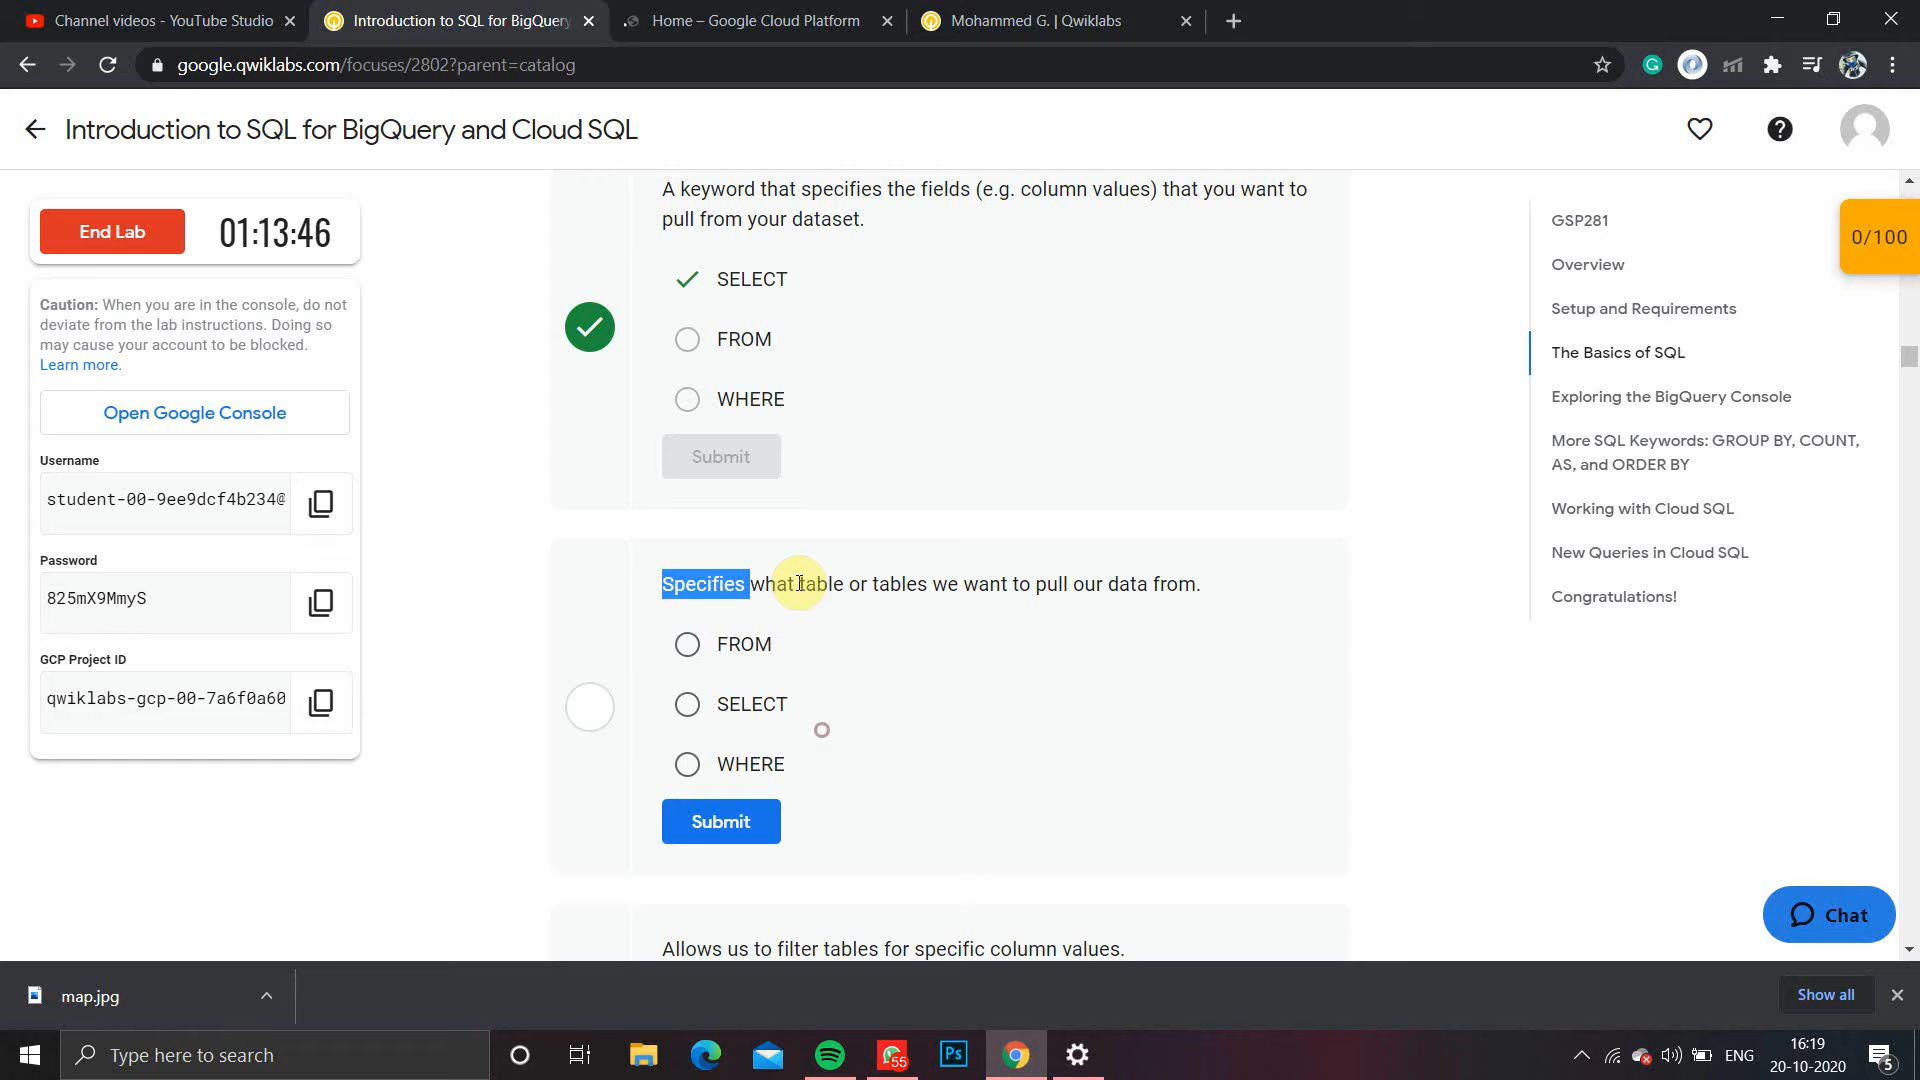 Channel videos - YouTube Studio
Introduction to SQL for BigQuery
Home – Google Cloud Platform
Mohammed G. | Qwiklabs
google.qwiklabs.com/focuses/2802?parent=catalog
Introduction to SQL for BigQuery and Cloud SQL
End Lab
01:13:46
Caution: When you are in the console, do not
deviate from the lab instructions. Doing so
may cause your account to be blocked.
Learn more.
Open Google Console
Username
student-00-9ee9dcf4b234@
Password
825mX9MmyS
GCP Project ID
qwiklabs-gcp-00-7a6f0a60
A keyword that specifies the fields (e.g. column values) that you want to
pull from your dataset.
SELECT
FROM
WHERE
Submit
Specifies what table or tables we want to pull our data from.
FROM
SELECT
WHERE
Submit
Allows us to filter tables for specific column values.
GSP281
Overview
Setup and Requirements
The Basics of SQL
Exploring the BigQuery Console
More SQL Keywords: GROUP BY, COUNT,
AS, and ORDER BY
Working with Cloud SQL
New Queries in Cloud SQL
Congratulations!
0/100
Chat
map.jpg
Show all
Type here to search
55
Ps
ENG
16:19
20-10-2020
5